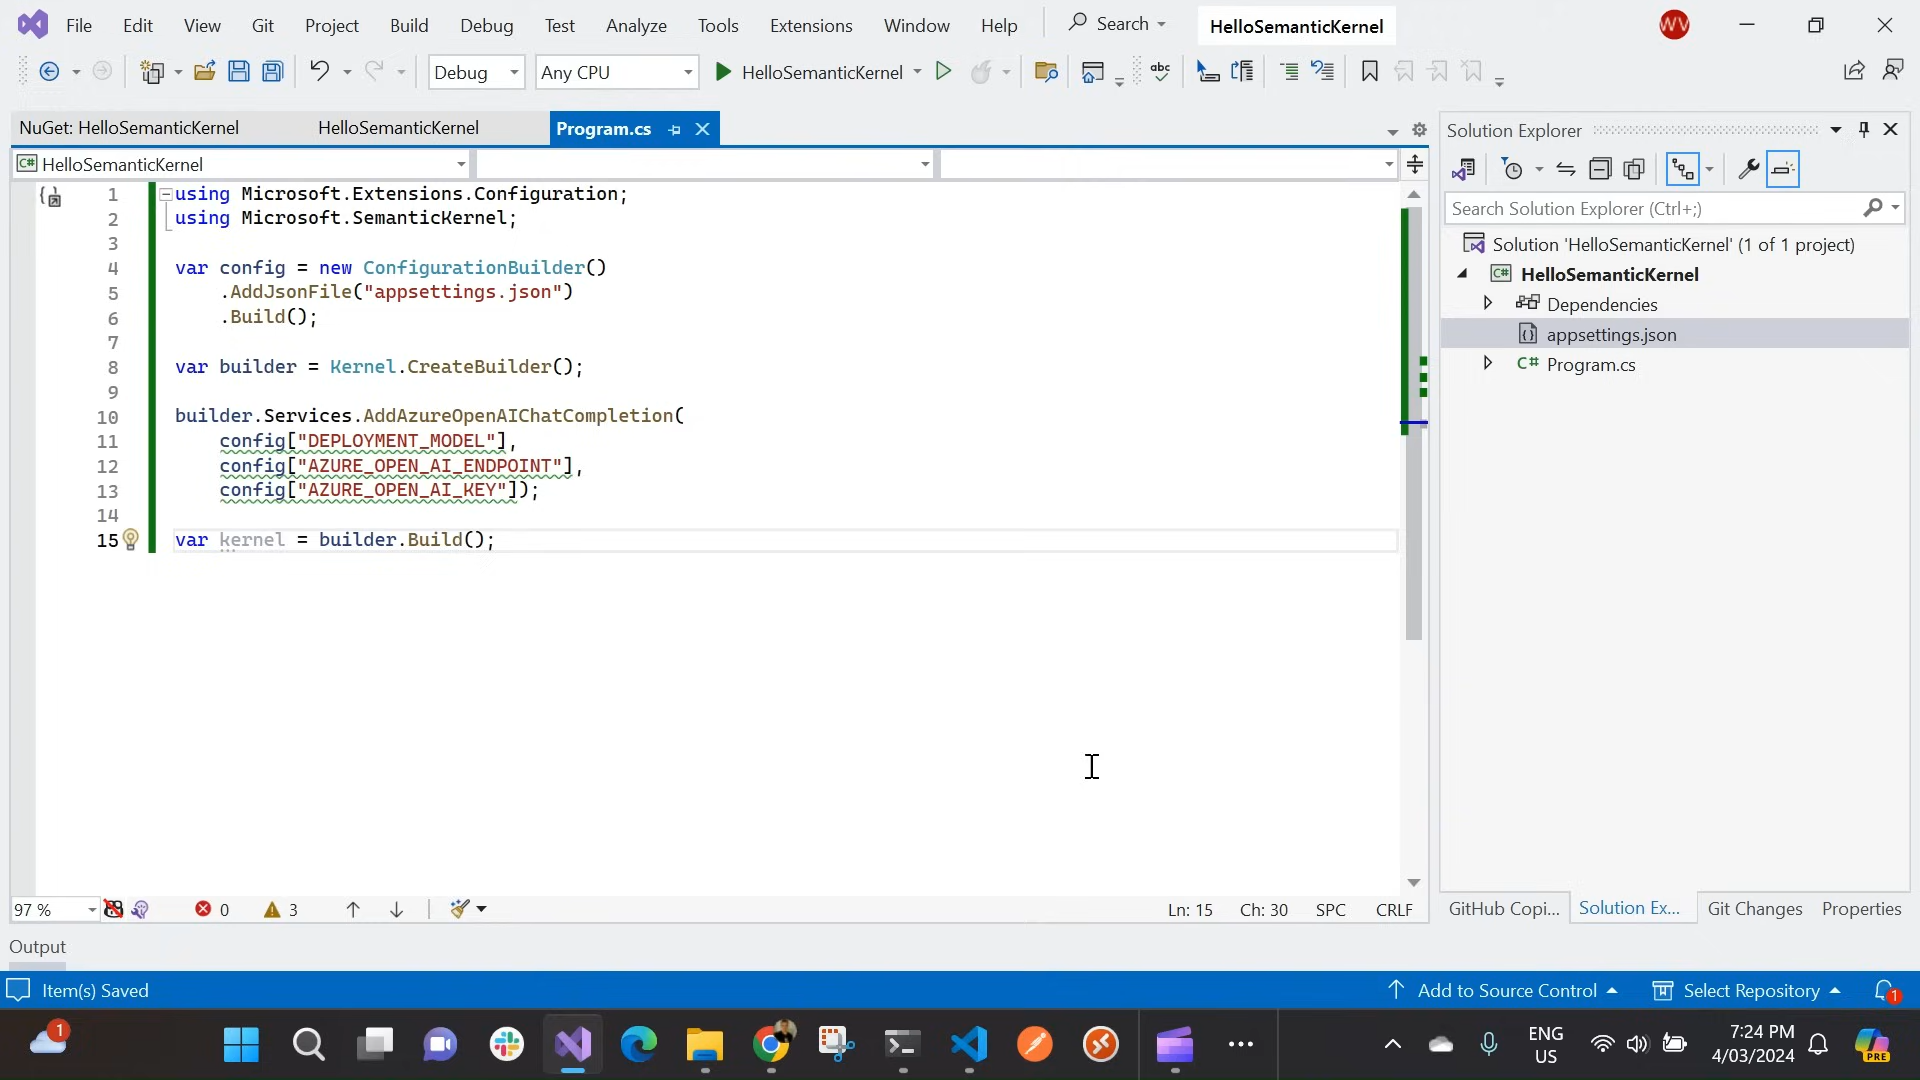 File Edit View Git Project Build Debug Test Analyze Tools Extensions Window Help Search HelloSemanticKernel WV
Debug Any CPU HelloSemanticKernel abc
NuGet: HelloSemanticKernel HelloSemanticKernel Program.cs
C# HelloSemanticKernel
1 using Microsoft.Extensions.Configuration;
2 using Microsoft.SemanticKernel;
3
4 var config = new ConfigurationBuilder()
5 .AddJsonFile("appsettings.json")
6 .Build();
7
8 var builder = Kernel.CreateBuilder();
9
10 builder.Services.AddAzureOpenAIChatCompletion(
11 config["DEPLOYMENT_MODEL"],
12 config["AZURE_OPEN_AI_ENDPOINT"],
13 config["AZURE_OPEN_AI_KEY"]);
14
15 var kernel = builder.Build();
97 % 0 3 Ln: 15 Ch: 30 SPC CRLF
Output
Solution Explorer
Search Solution Explorer (Ctrl+;)
Solution 'HelloSemanticKernel' (1 of 1 project)
C# HelloSemanticKernel
Dependencies
appsettings.json
C# Program.cs
GitHub Copi... Solution Ex... Git Changes Properties
Item(s) Saved Add to Source Control Select Repository 1
1 ENG
US
7:24 PM
4/03/2024
PRE